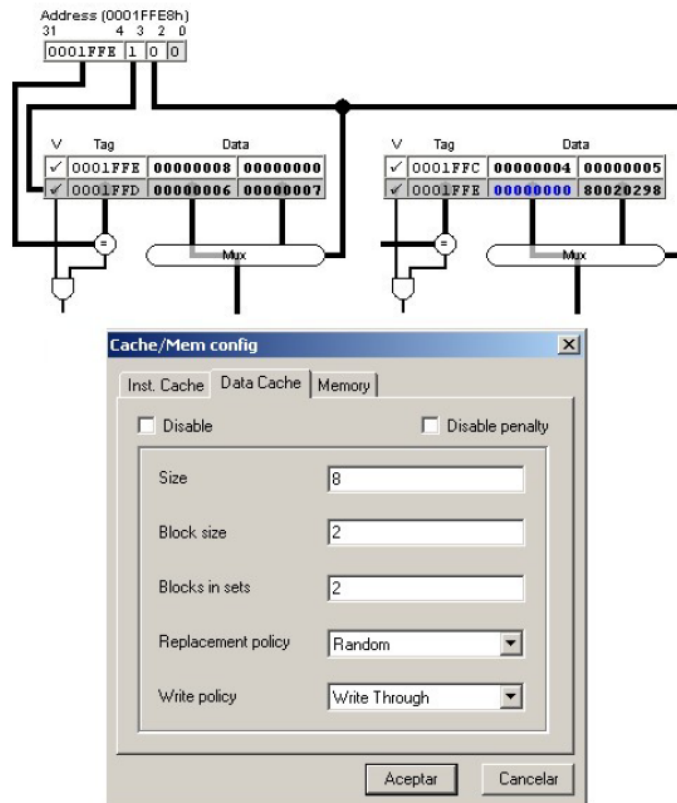 Address (0001FFE8h)
31 4 3 2 0
0001FFE 1 0 0
V Tag Data
✓ 0001FFE 00000008 00000000
✓ 0001FFD 00000006 00000007
= Mux
V Tag Data
✓ 0001FFC 00000004 00000005
✓ 0001FFE 00000000 80020298
= Mux
Cache/Mem config
Inst. Cache Data Cache Memory
Disable Disable penalty
Size 8
Block size 2
Blocks in sets 2
Replacement policy Random
Write policy Write Through
Aceptar Cancelar